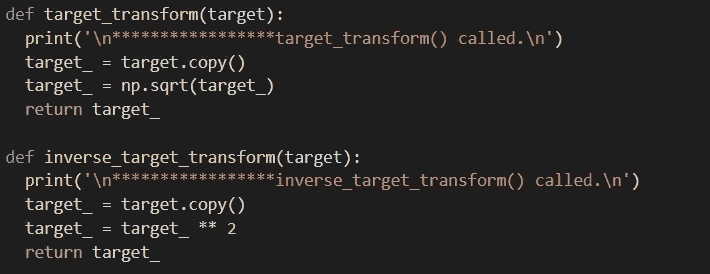 def target_transform(target):
  print('\n*****************target_transform() called.\n')
  target_ = target.copy()
  target_ = np.sqrt(target_)
  return target_

def inverse_target_transform(target):
  print('\n*****************inverse_target_transform() called.\n')
  target_ = target.copy()
  target_ = target_ ** 2
  return target_